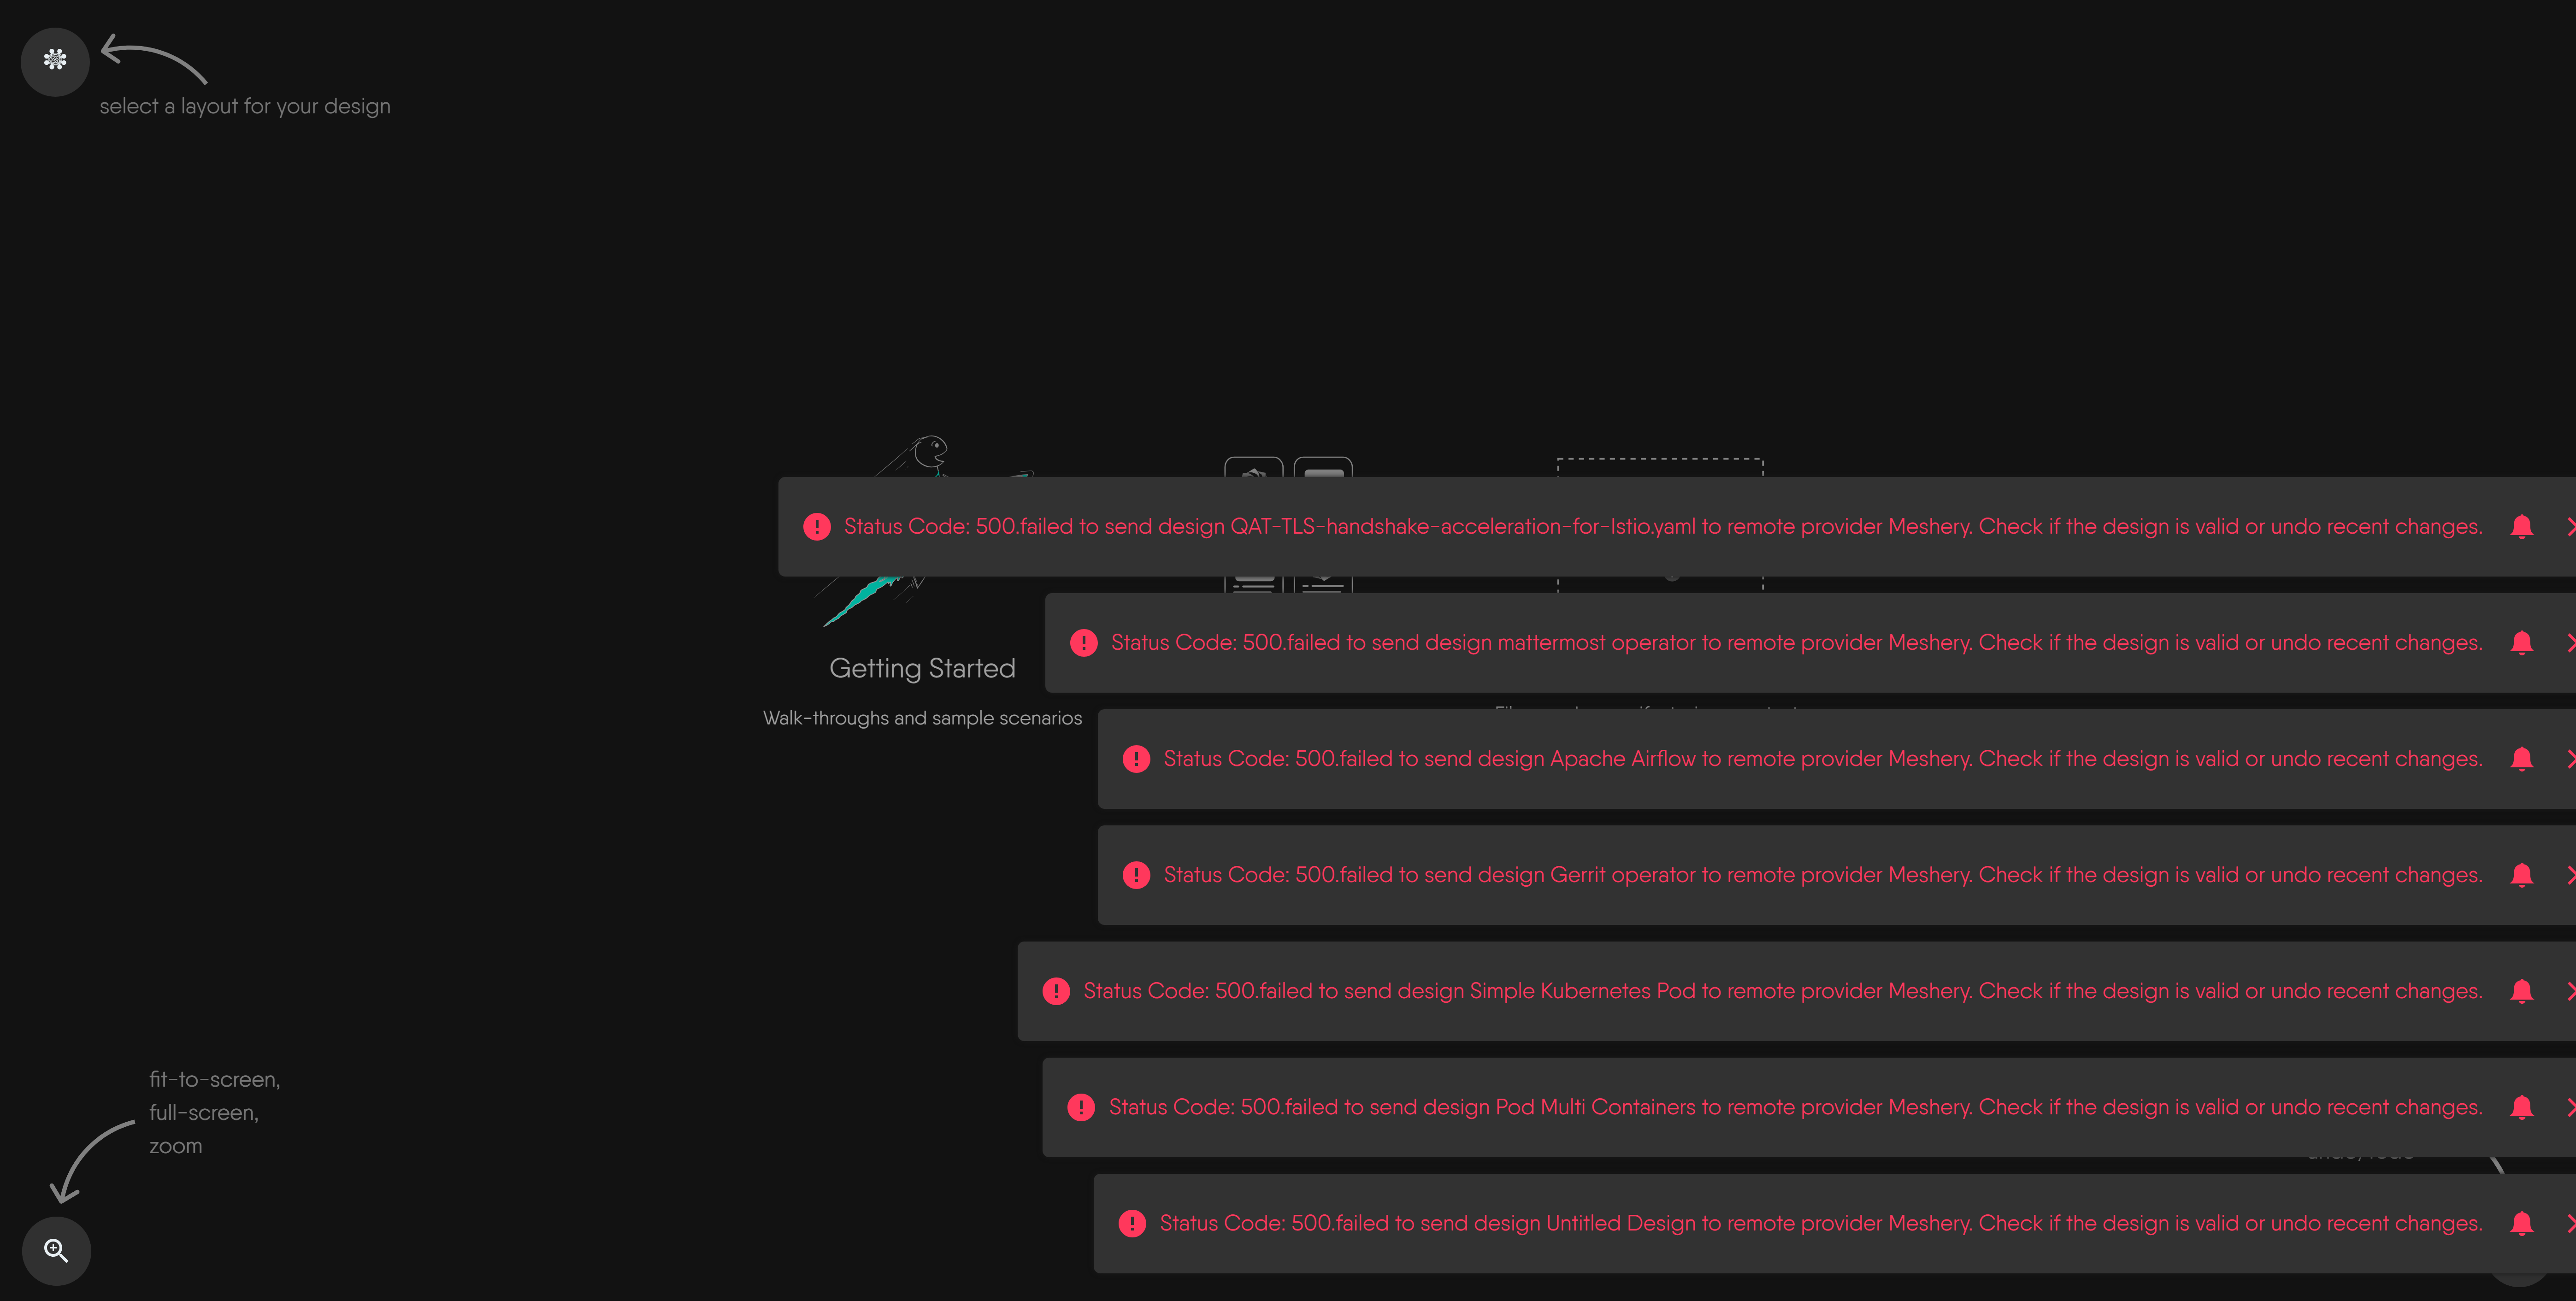 select a layout for your design
Status Code: 500.failed to send design QAT-TLS-handshake-acceleration-for-Istio.yaml to remote provider Meshery. Check if the design is valid or undo recent changes.
Status Code: 500.failed to send design mattermost operator to remote provider Meshery. Check if the design is valid or undo recent changes.
Getting Started
Walk-throughs and sample scenarios
Status Code: 500.failed to send design Apache Airflow to remote provider Meshery. Check if the design is valid or undo recent changes.
Status Code: 500.failed to send design Gerrit operator to remote provider Meshery. Check if the design is valid or undo recent changes.
Status Code: 500.failed to send design Simple Kubernetes Pod to remote provider Meshery. Check if the design is valid or undo recent changes.
fit-to-screen,
full-screen,
zoom
Status Code: 500.failed to send design Pod Multi Containers to remote provider Meshery. Check if the design is valid or undo recent changes.
Status Code: 500.failed to send design Untitled Design to remote provider Meshery. Check if the design is valid or undo recent changes.